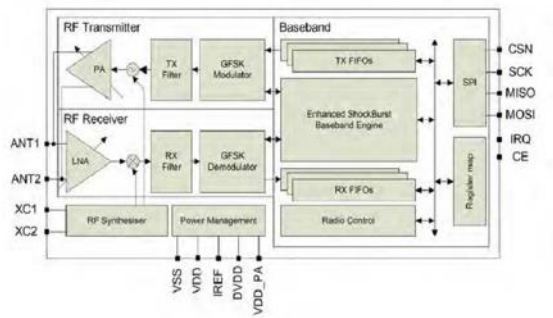 RF Transmitter
Baseband
PA
TX
Filter
GFSK
Modulator
TX FIFOs
SPI
CSN
SCK
MISO
MOSI
IRQ
CE
Enhanced ShockBurst
Baseband Engine
RF Receiver
ANT1
ANT2
LNA
RX
Filter
GFSK
Demodulator
RX FIFOs
Register map
XC1
XC2
RF Synthesiser
Power Management
Radio Control
VSS
VDD
IREF
DVDD
VDD_PA